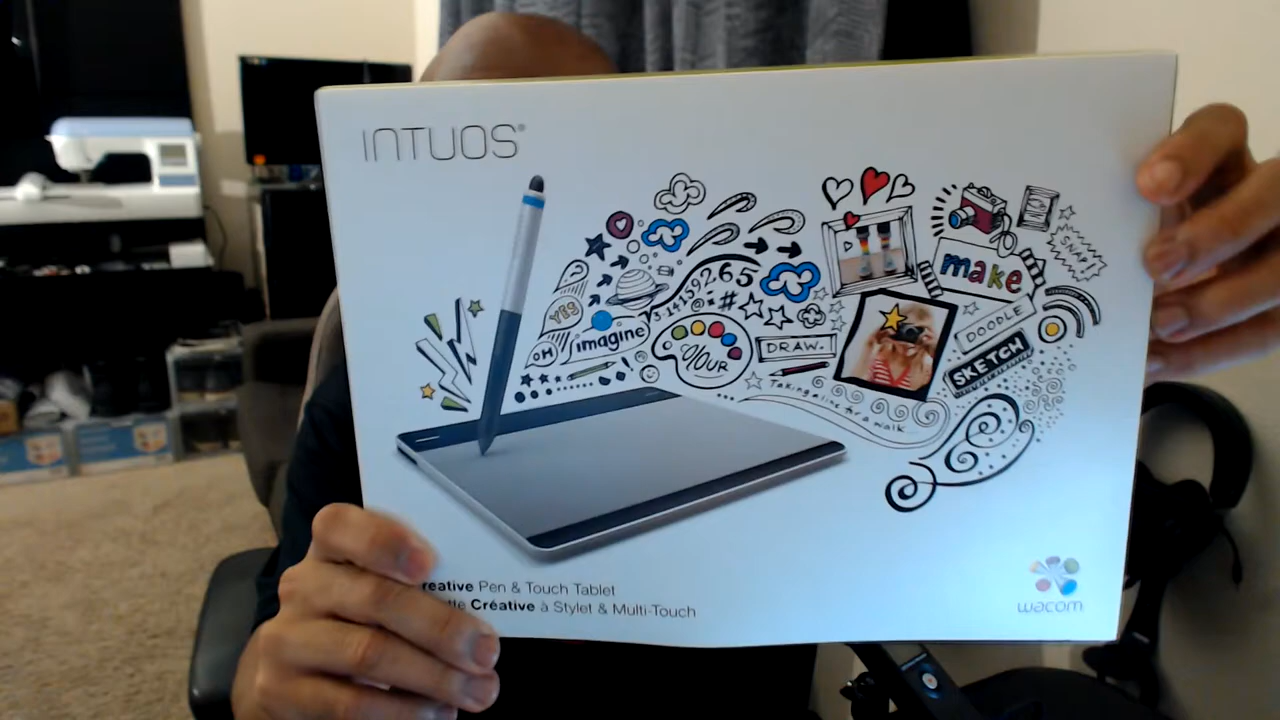 INTUOS®
make
SNAP!
3.14159265
#
YES
imagine
OH
YOUR
DRAW.
DOODLE
SKETCH
Taking a line for a walk
reative Pen & Touch Tablet
tte Créative à Stylet & Multi-Touch
wacom